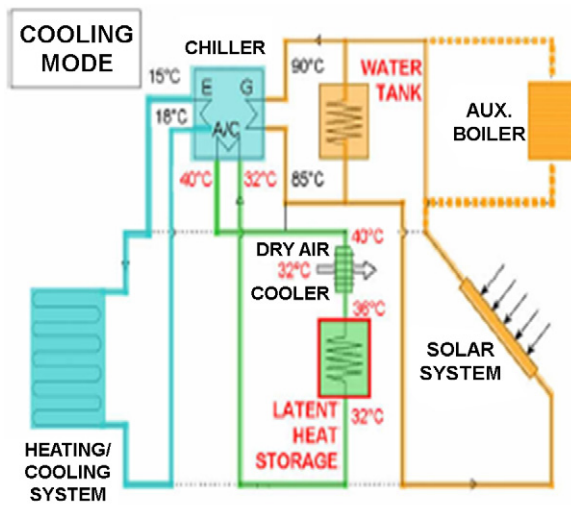 COOLING
MODE
CHILLER
15°C
90°C
WATER
TANK
E G
18°C
A/C
AUX.
BOILER
40°C 32°C
85°C
40°C
DRY AIR
32°C
COOLER
36°C
SOLAR
SYSTEM
LATENT
HEAT
STORAGE
32°C
HEATING/
COOLING
SYSTEM